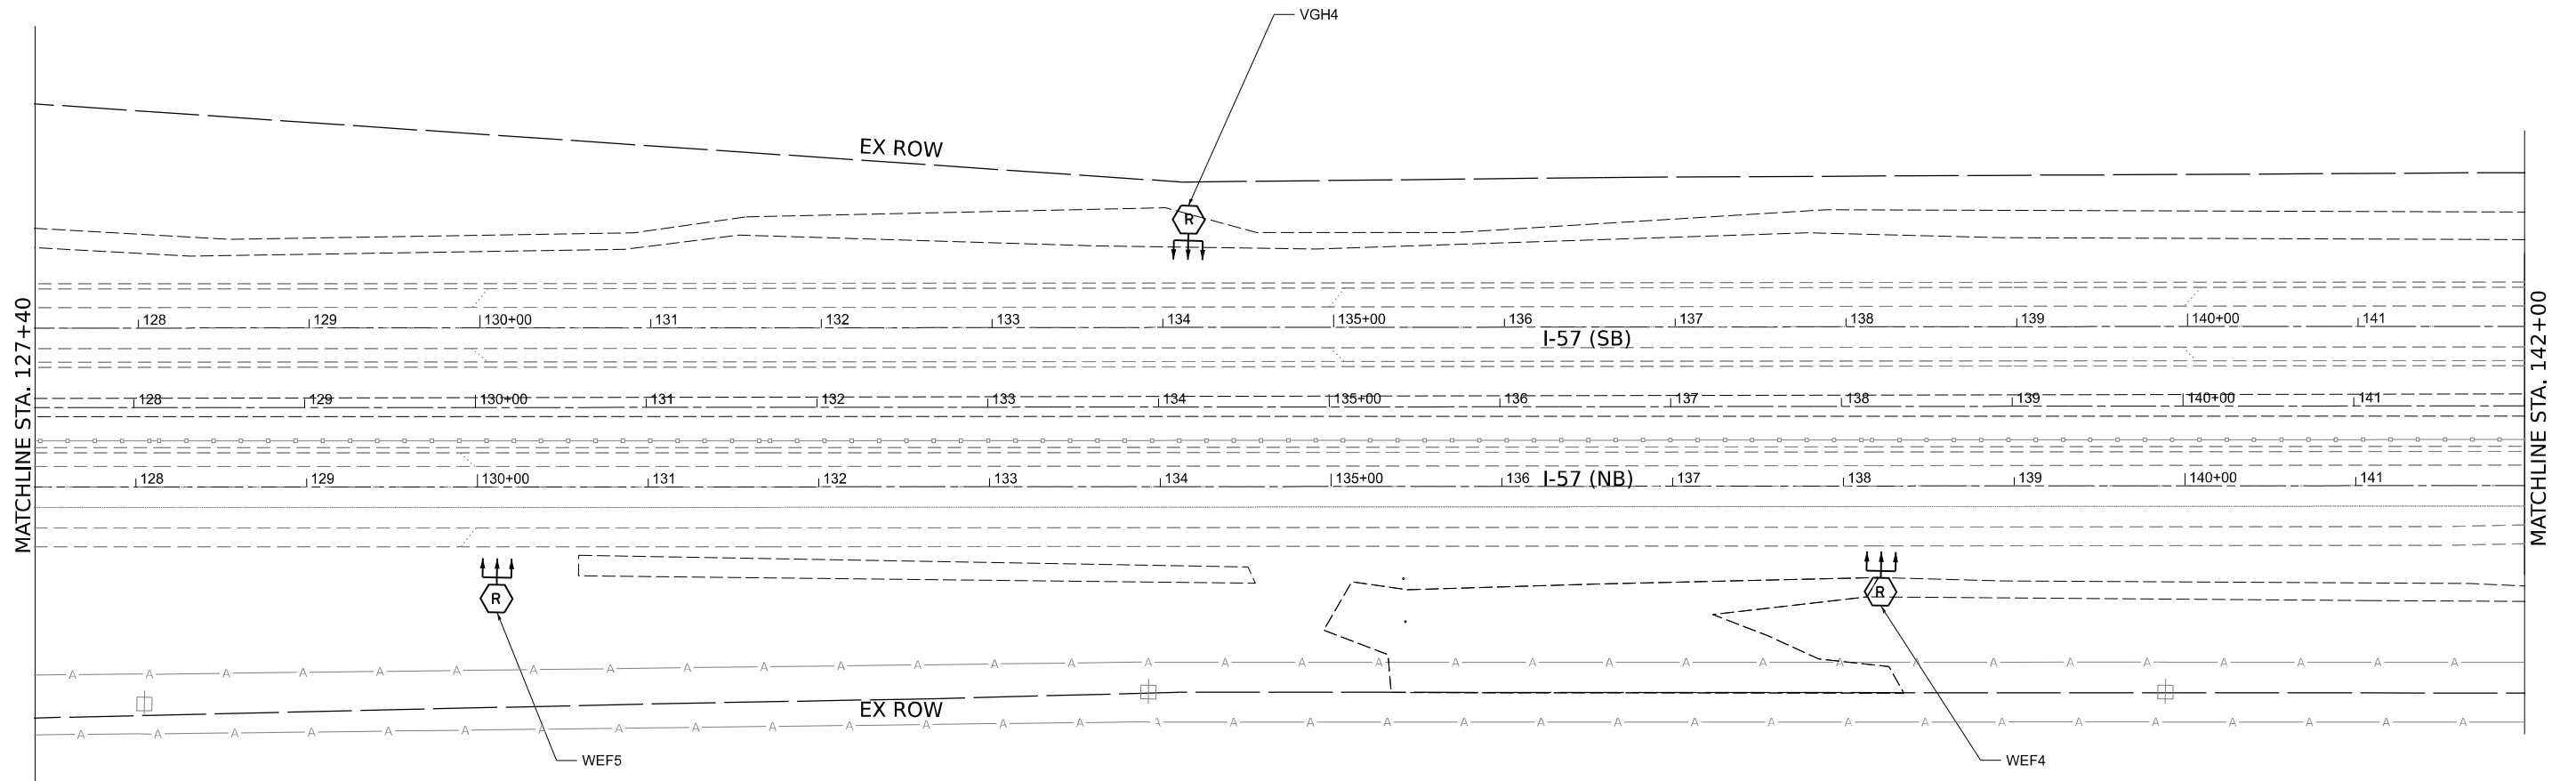 VGH4
EX ROW
R
128 129 130+00 131 132 133 134 135+00 136 137 138 139 140+00 141
I-57 (SB)
MATCHLINE STA. 127+40
MATCHLINE STA. 142+00
128 129 130+00 131 132 133 134 135+00 136 137 138 139 140+00 141
128 129 130+00 131 132 133 134 135+00 136 I-57 (NB) 137 138 139 140+00 141
R
R
A A A A A A A A A A A A A A A A A A A A A A A A A A A A A A A A
EX ROW
A A A A A A A A A A A A A A A A A A A A A A A A A A A A A A A A
WEF5
WEF4